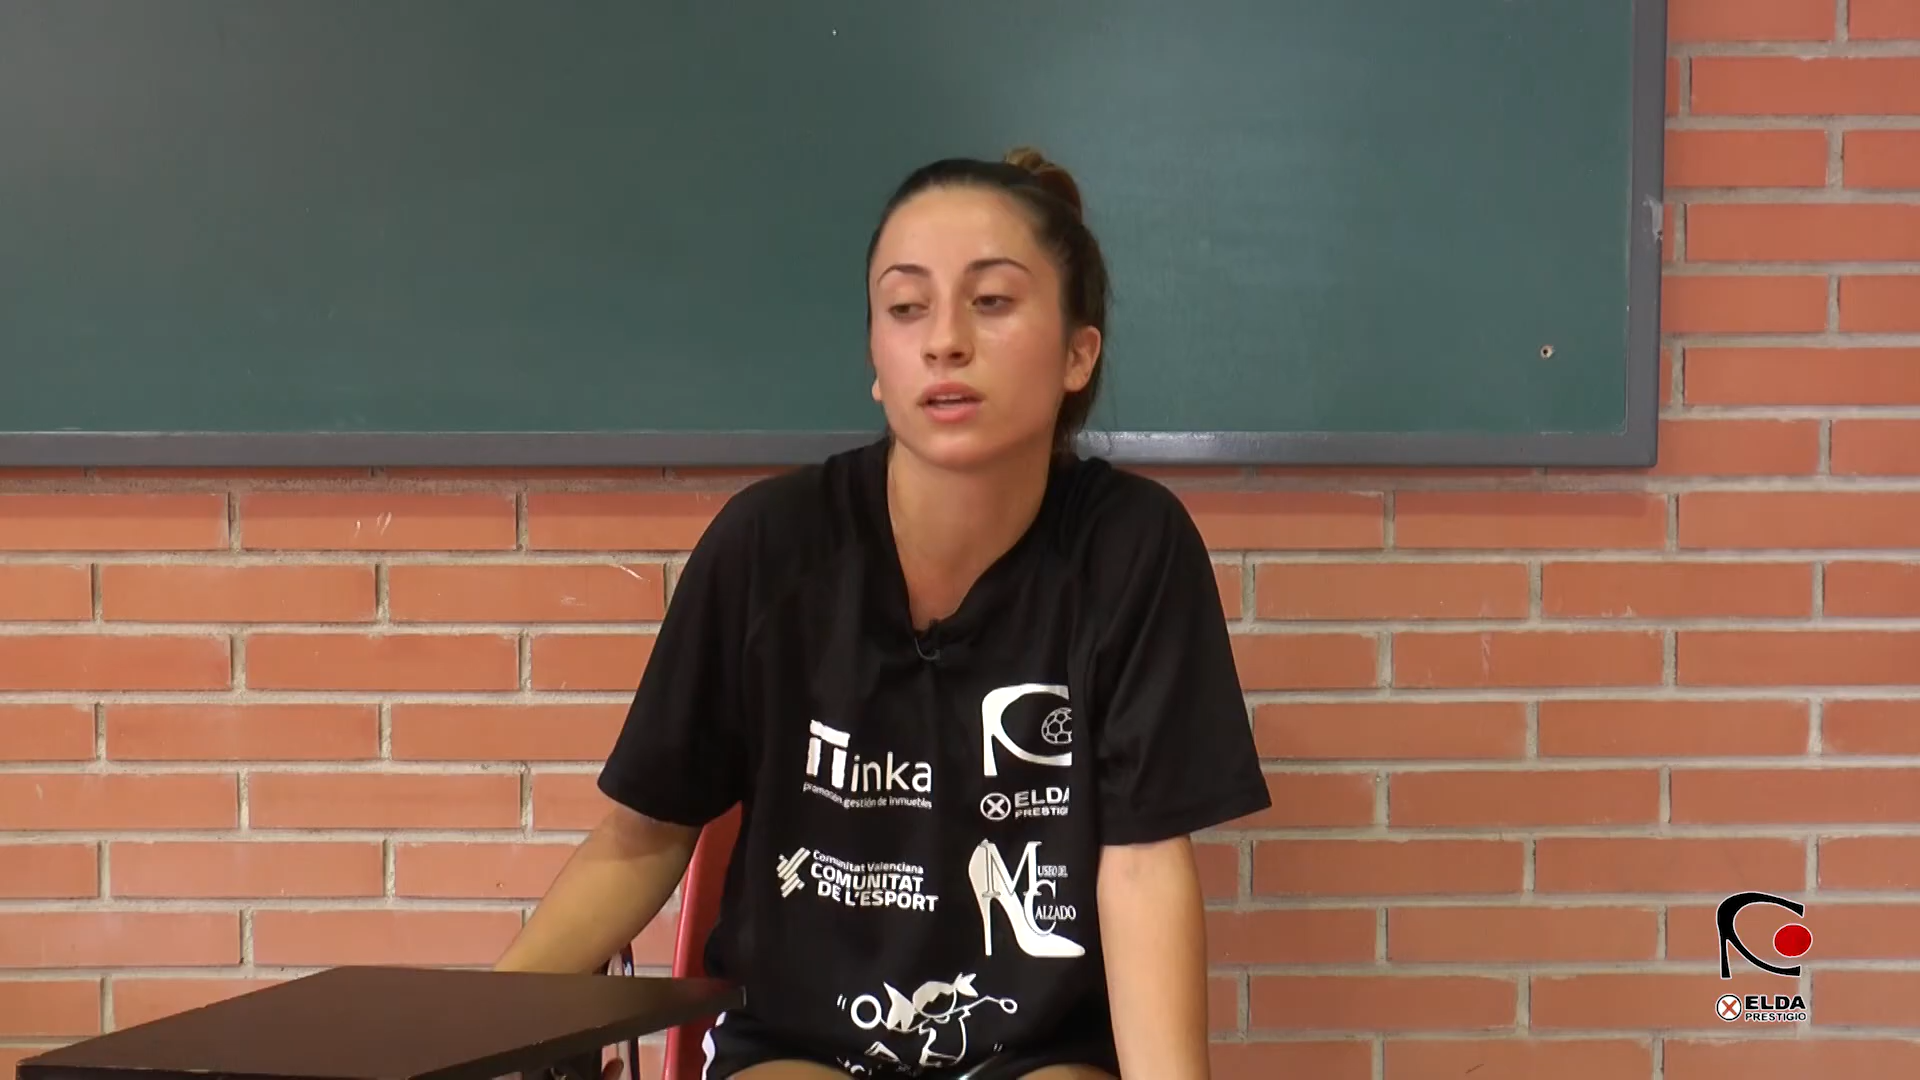 inka
promoción gestión de inmuebles
ELDA
PRESTIGIO
Comunitat Valenciana
COMUNITAT
DE L'ESPORT
MUSEO DEL
CALZADO
ELDA
PRESTIGIO